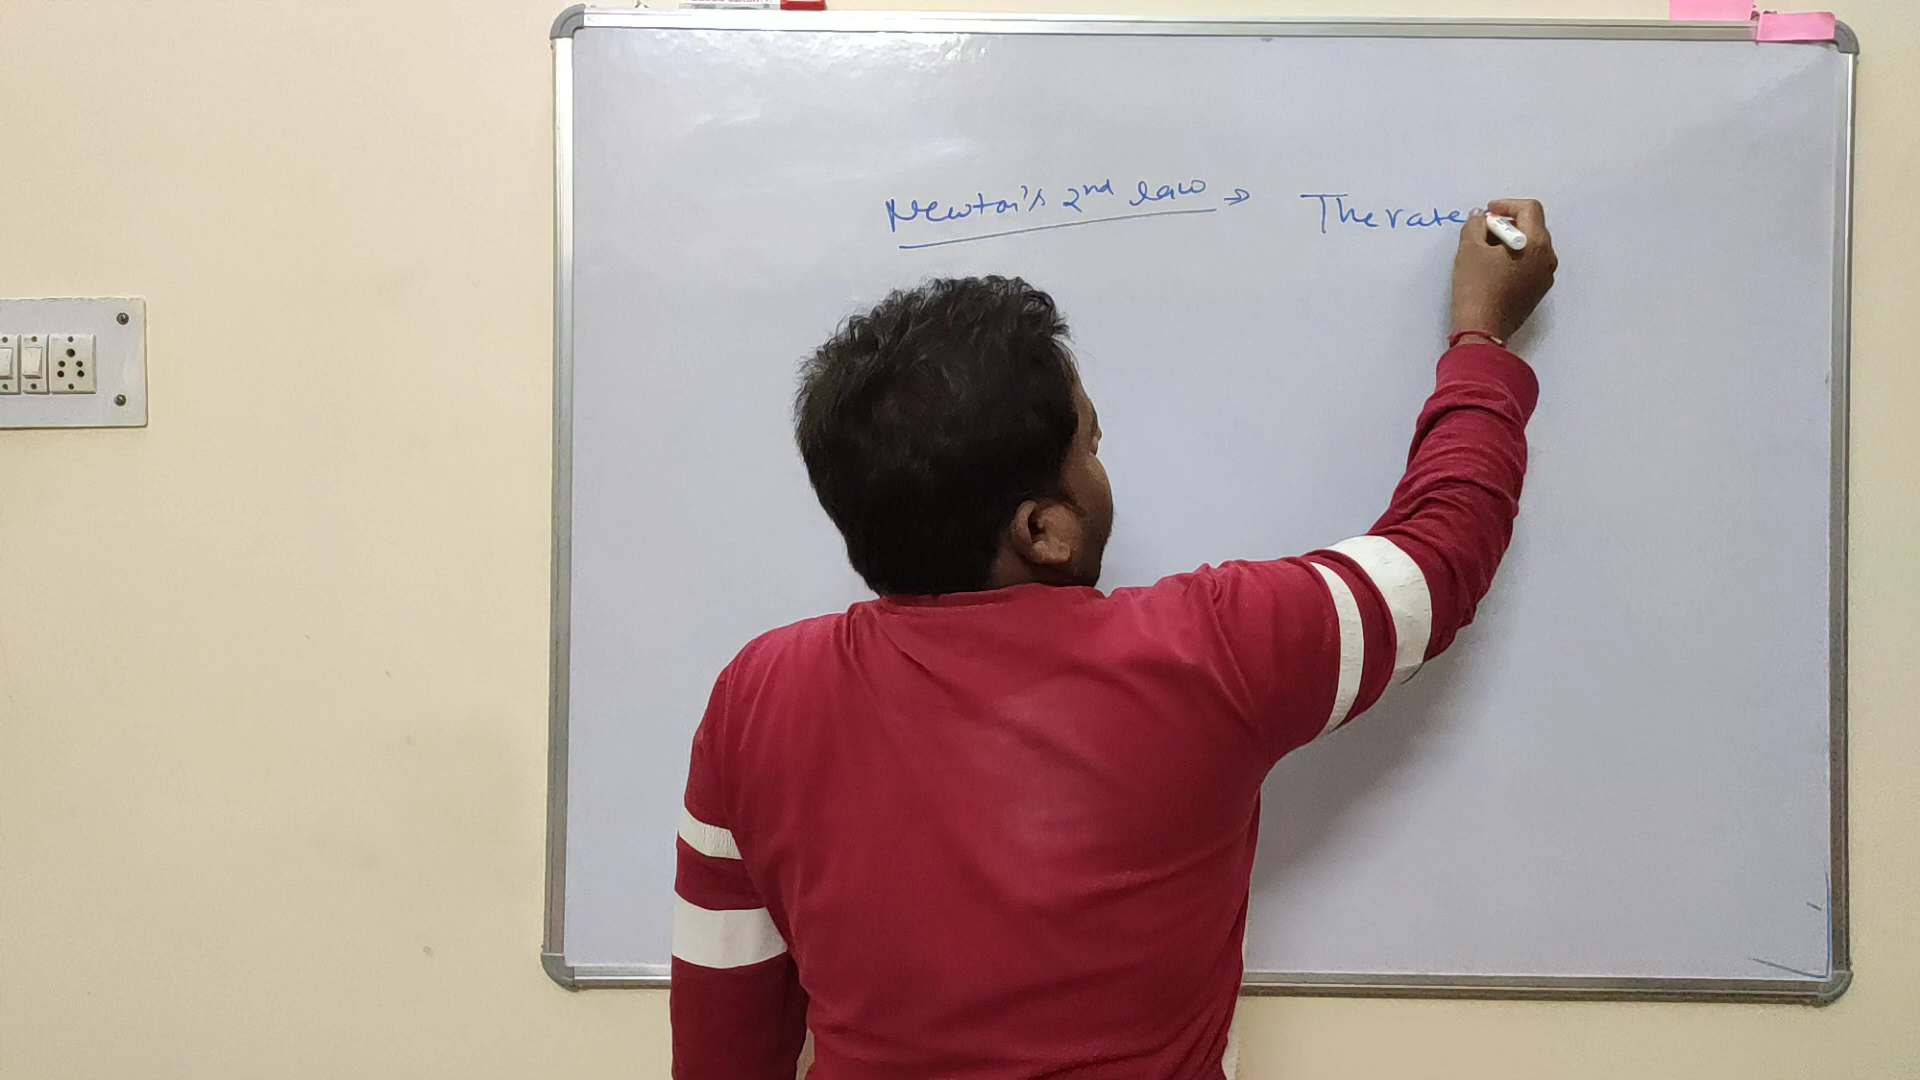 Newton's 2nd law → The rate